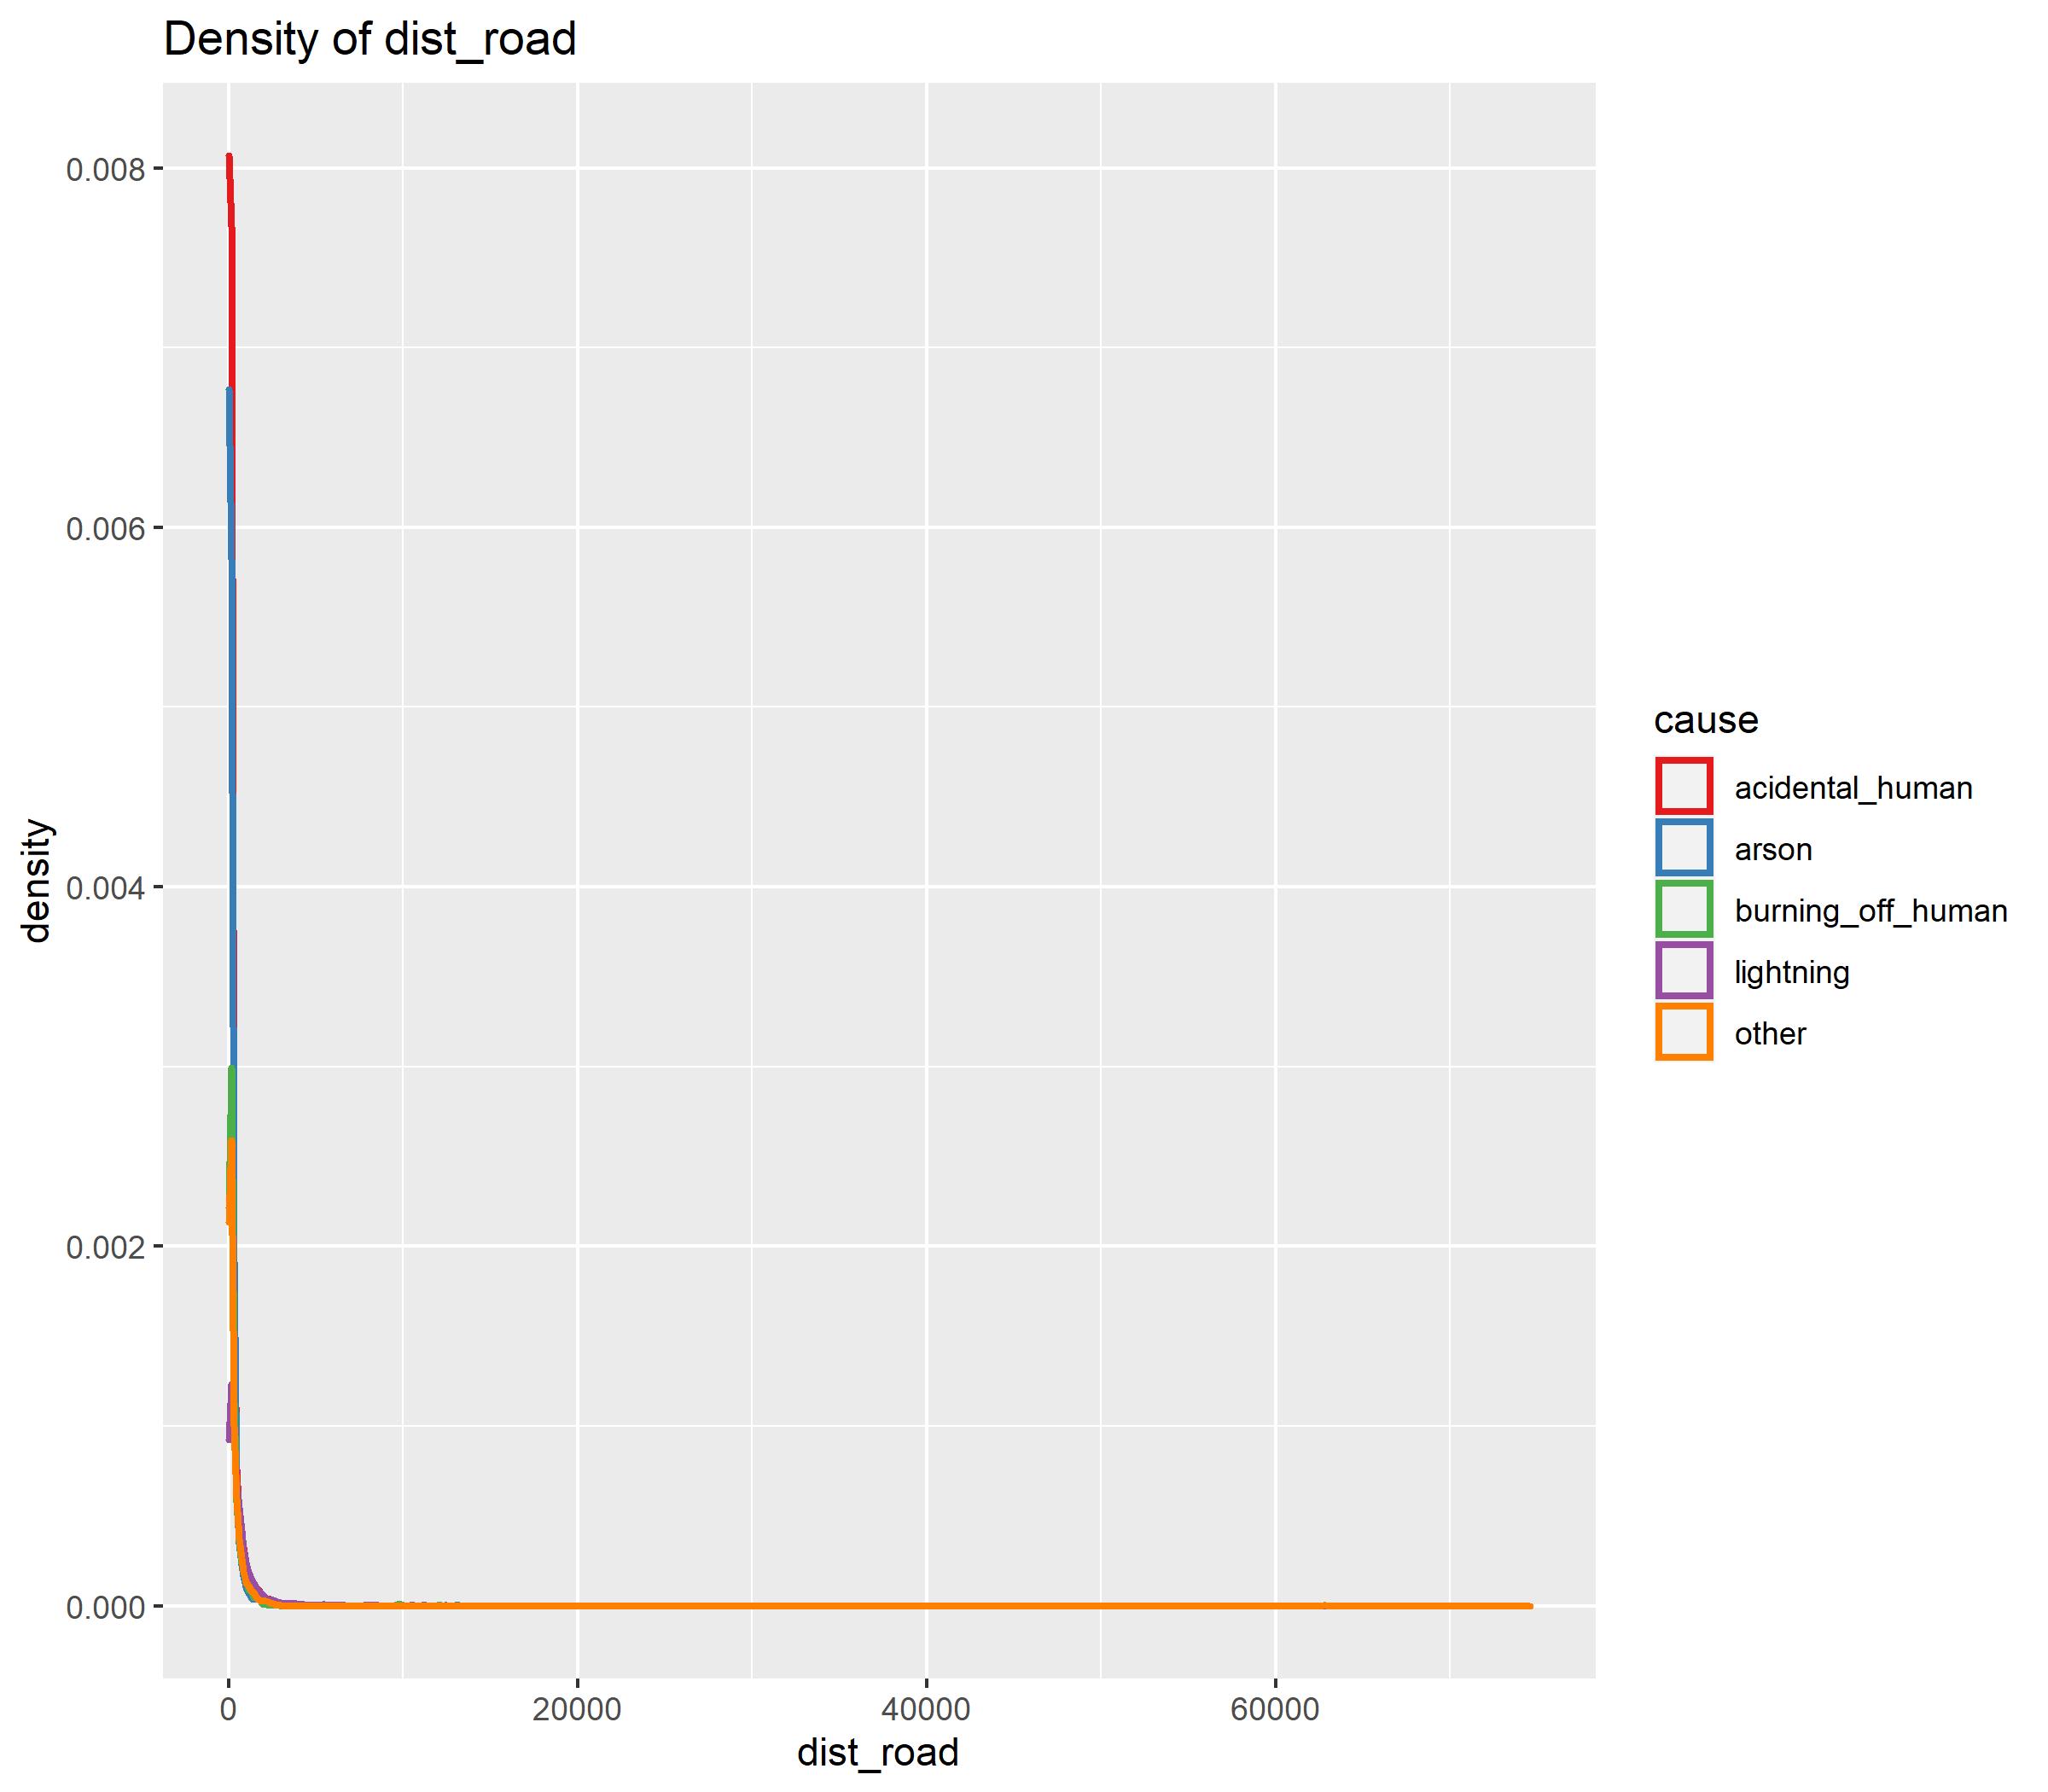 Density of dist_road
0.008
0.006
0.004
0.002
0.000
density
0
20000
40000
60000
dist_road
cause
acidental_human
arson
burning_off_human
lightning
other